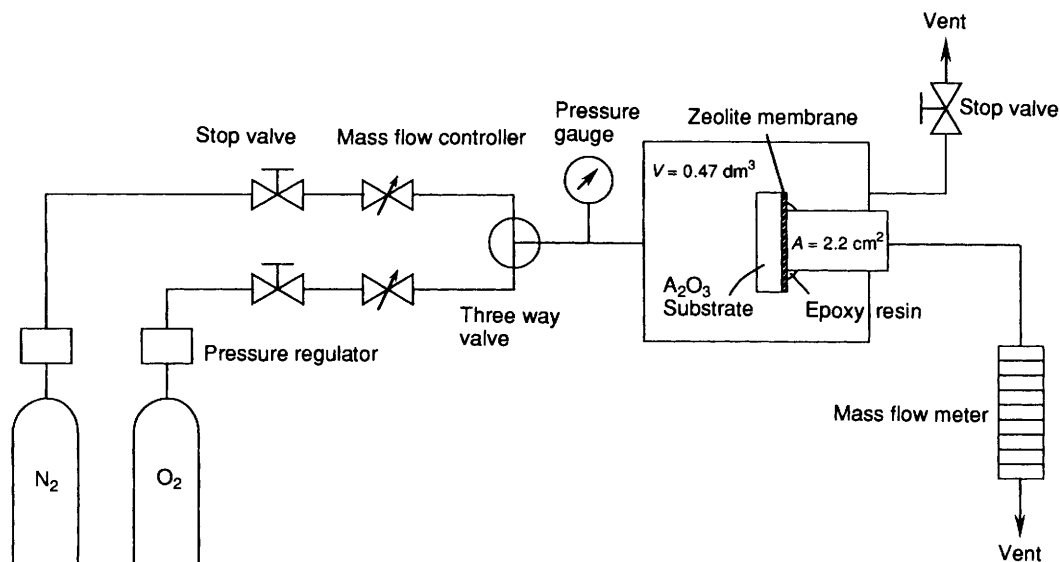 Vent
Stop valve
Pressure
gauge
Zeolite membrane
Stop valve
Mass flow controller
V = 0.47 dm³
A = 2.2 cm²
A₂O₃
Substrate
Epoxy resin
Three way
valve
Pressure regulator
Mass flow meter
N₂
O₂
Vent